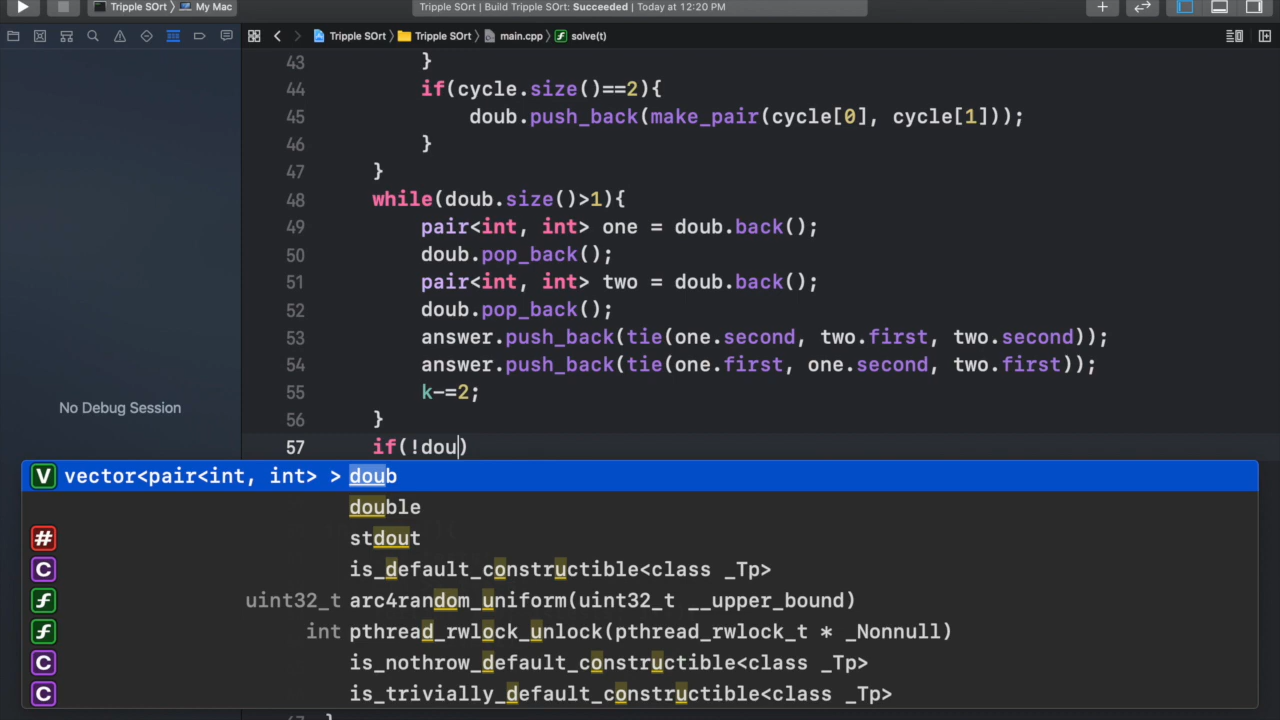 Tripple SOrt > My Mac
Tripple SOrt | Build Tripple SOrt: Succeeded | Today at 12:20 PM
Tripple SOrt > Tripple SOrt > main.cpp > solve(t)
43 }
44 if(cycle.size()==2){
45 doub.push_back(make_pair(cycle[0], cycle[1]));
46 }
47 }
48 while(doub.size()>1){
49 pair<int, int> one = doub.back();
50 doub.pop_back();
51 pair<int, int> two = doub.back();
52 doub.pop_back();
53 answer.push_back(tie(one.second, two.first, two.second));
54 answer.push_back(tie(one.first, one.second, two.first));
55 k-=2;
56 }
57 if(!dou)
No Debug Session
V vector<pair<int, int> > doub
double
# stdout
C is_default_constructible<class _Tp>
f uint32_t arc4random_uniform(uint32_t __upper_bound)
f int pthread_rwlock_unlock(pthread_rwlock_t * _Nonnull)
C is_nothrow_default_constructible<class _Tp>
C is_trivially_default_constructible<class _Tp>